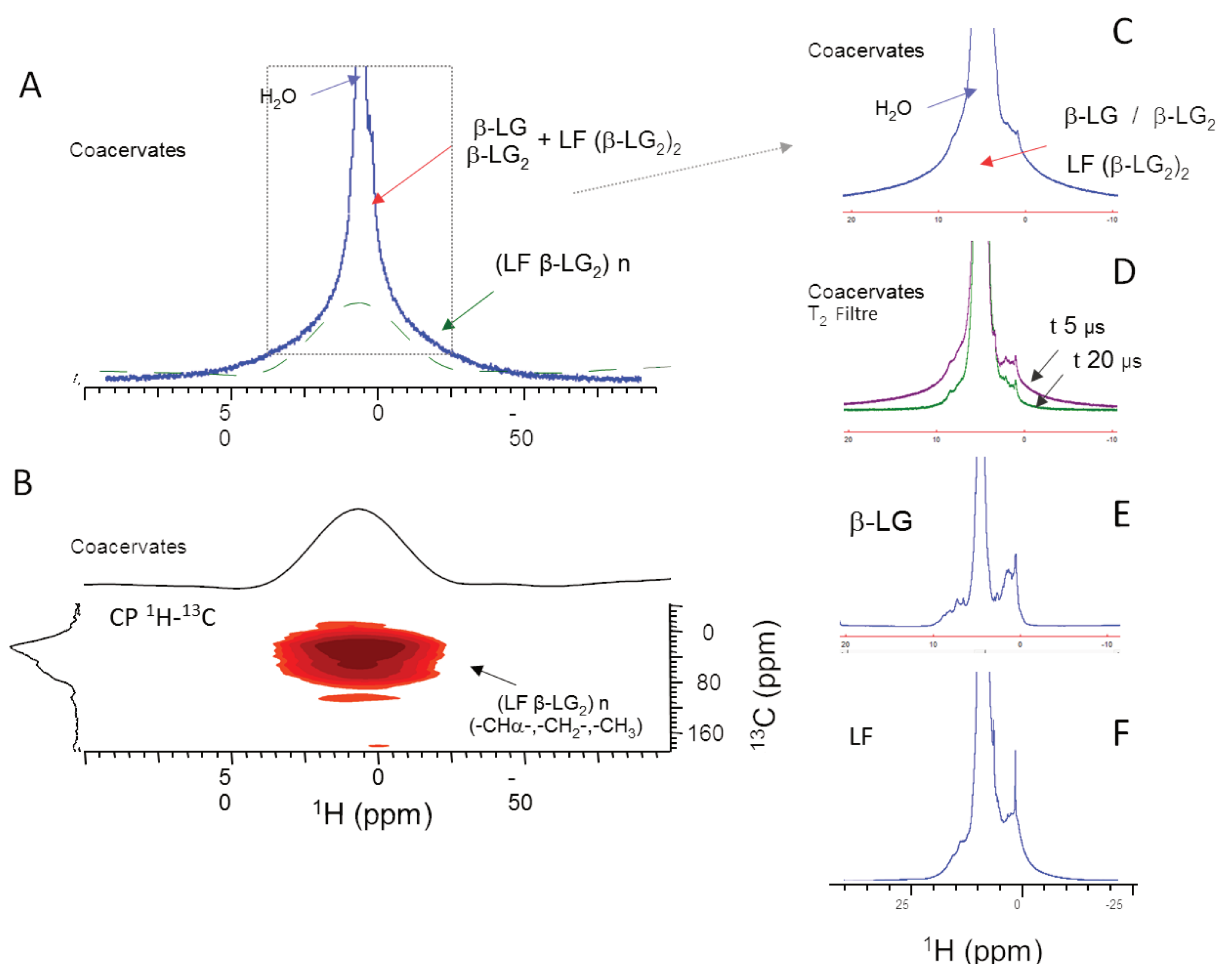 A
Coacervates
H₂O
β-LG
β-LG₂
+ LF (β-LG₂)₂
(LF β-LG₂) n
5
0
0
-
50
B
Coacervates
CP ¹H-¹³C
(LF β-LG₂) n
(-CHα-,-CH₂-,-CH₃)
0
80
160
¹³C (ppm)
5
0
0
-
50
¹H (ppm)
C
Coacervates
H₂O
β-LG / β-LG₂
LF (β-LG₂)₂
20 10 0 -10
D
Coacervates
T₂ Filtre
t 5 µs
t 20 µs
20 10 0 -10
β-LG
E
20 10 0 -10
LF
F
25 0 -25
¹H (ppm)